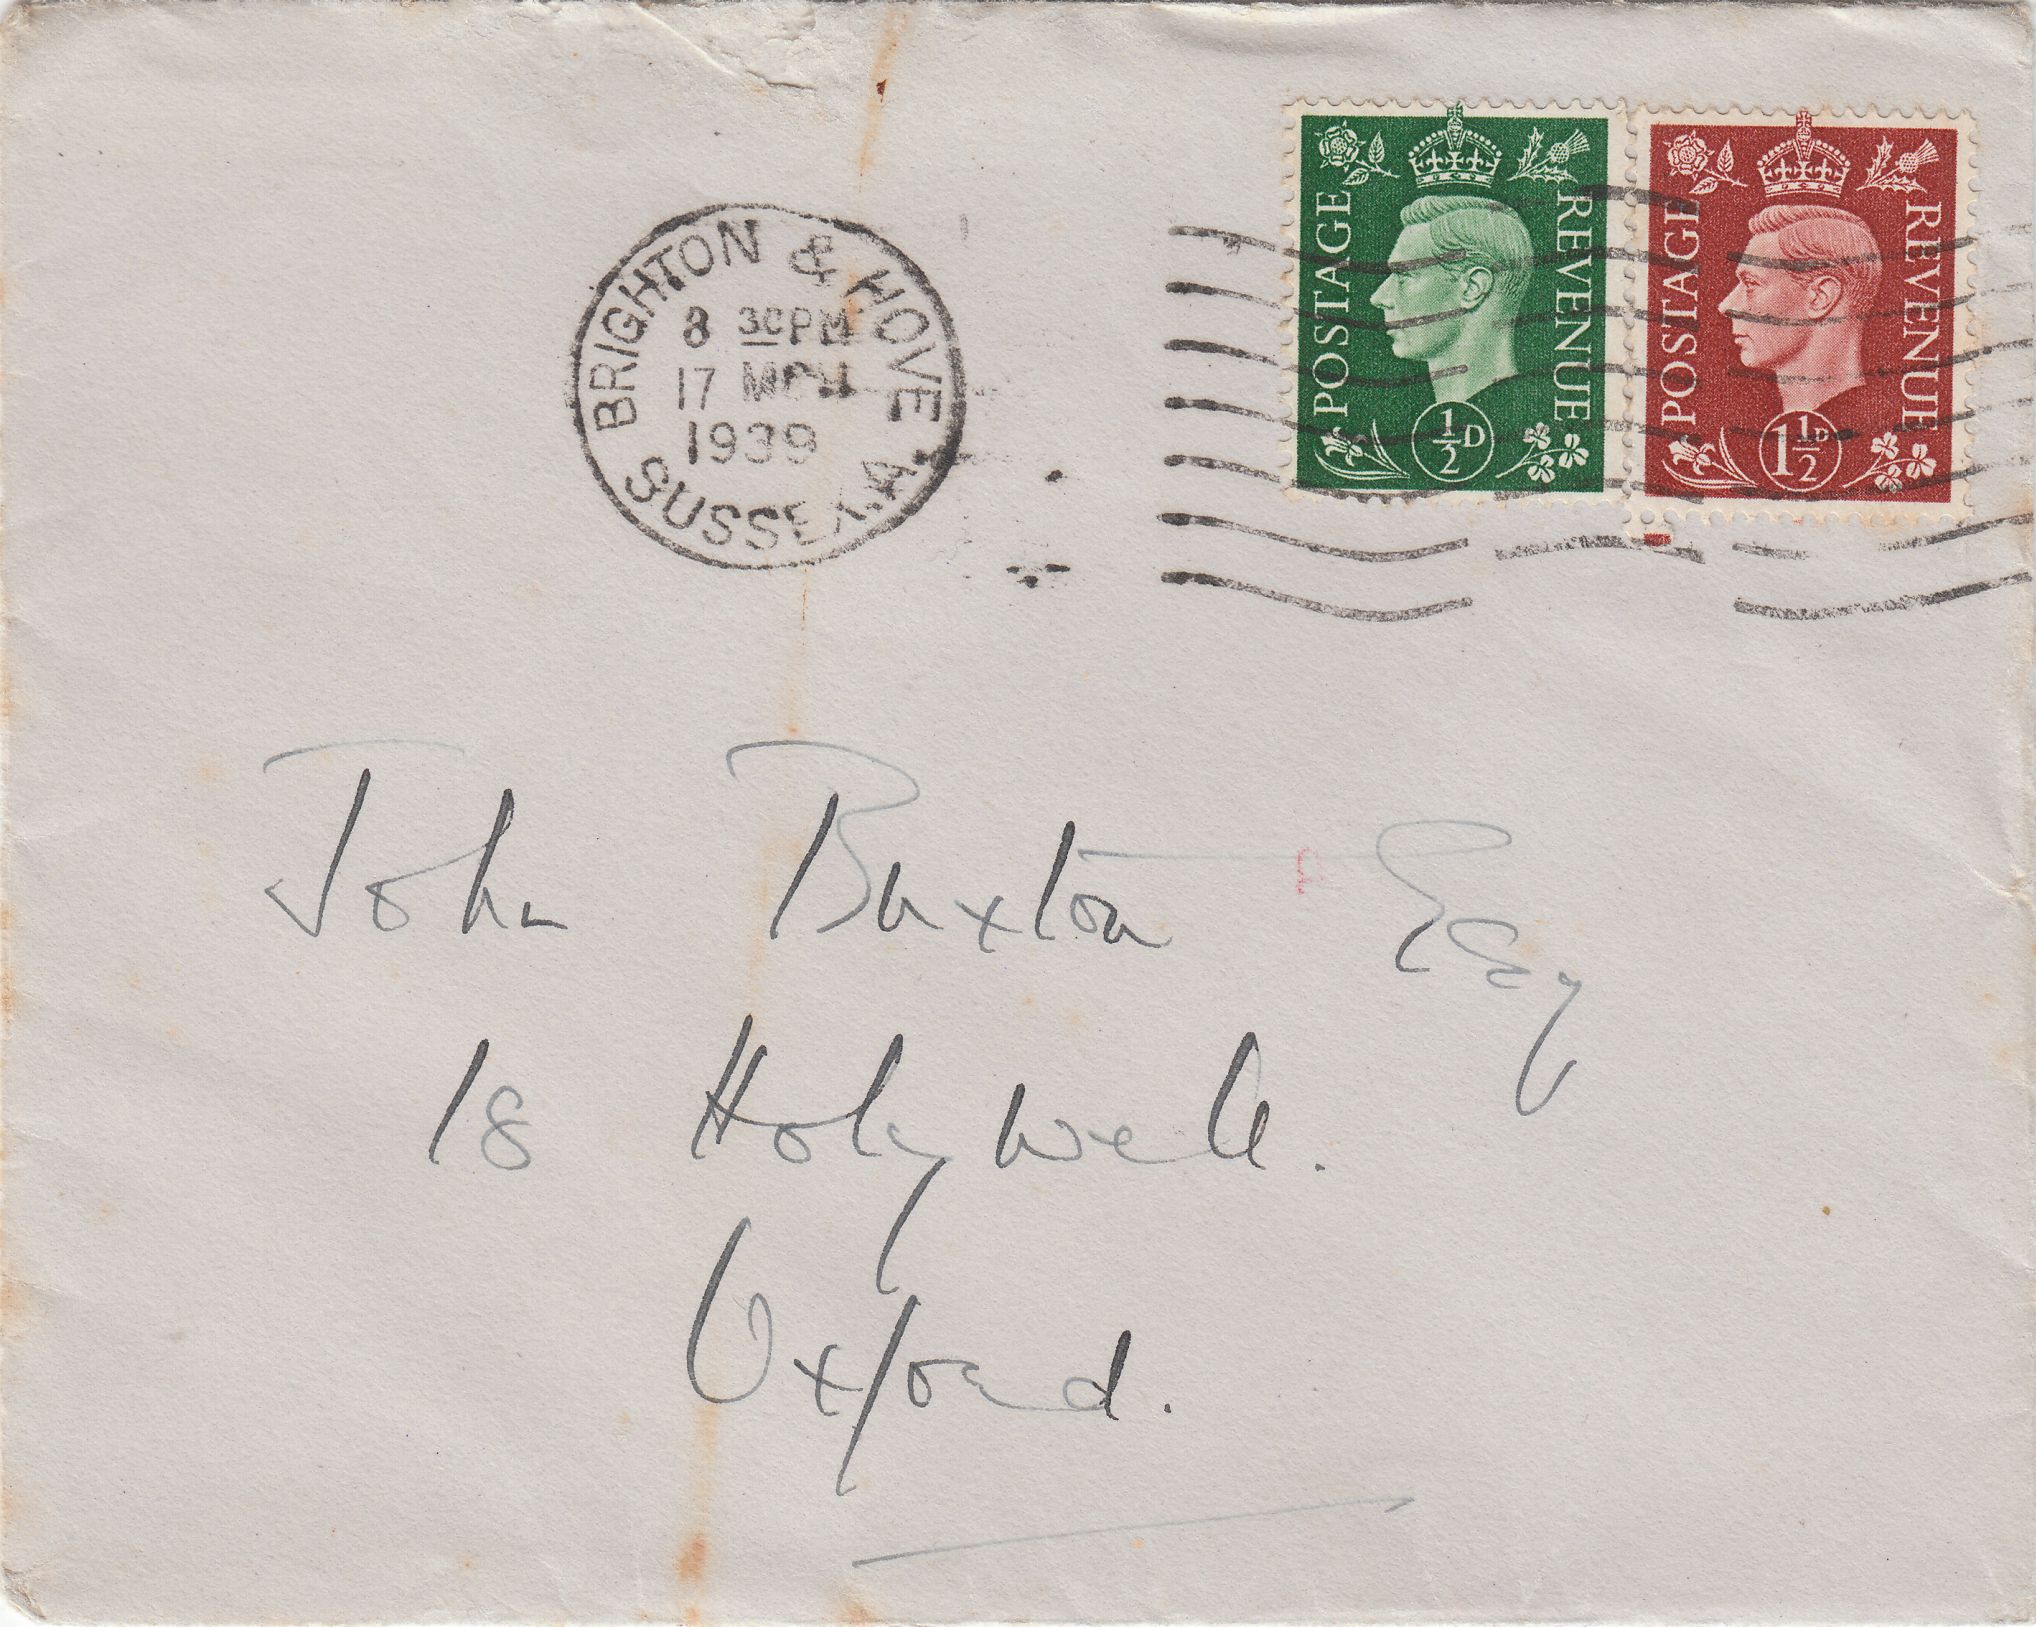 BRIGHTON & HOVE
8 30PM
17
1939
SUSSEX
POSTAGE REVENUE
½D
POSTAGE REVENUE
1½D
John Buxton Esq
18 Holywell.
Oxford.